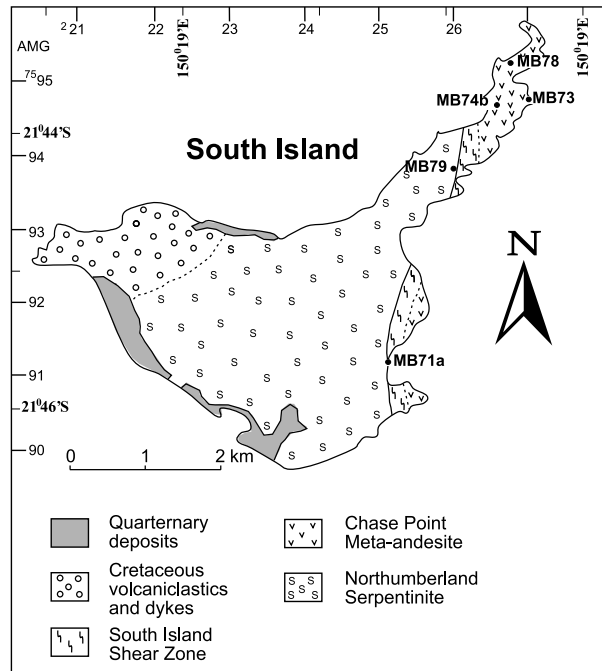 ² 21 22 23 24 25 26 27
AMG
150°19'E
150°19'E
⁷⁵95
MB78
MB74b
MB73
21°44'S
94
South Island
MB79
93
N
92
MB71a
91
21°46'S
90
0 1 2 km
Quarternary
deposits
Chase Point
Meta-andesite
Cretaceous
volcaniclastics
and dykes
Northumberland
Serpentinite
South Island
Shear Zone